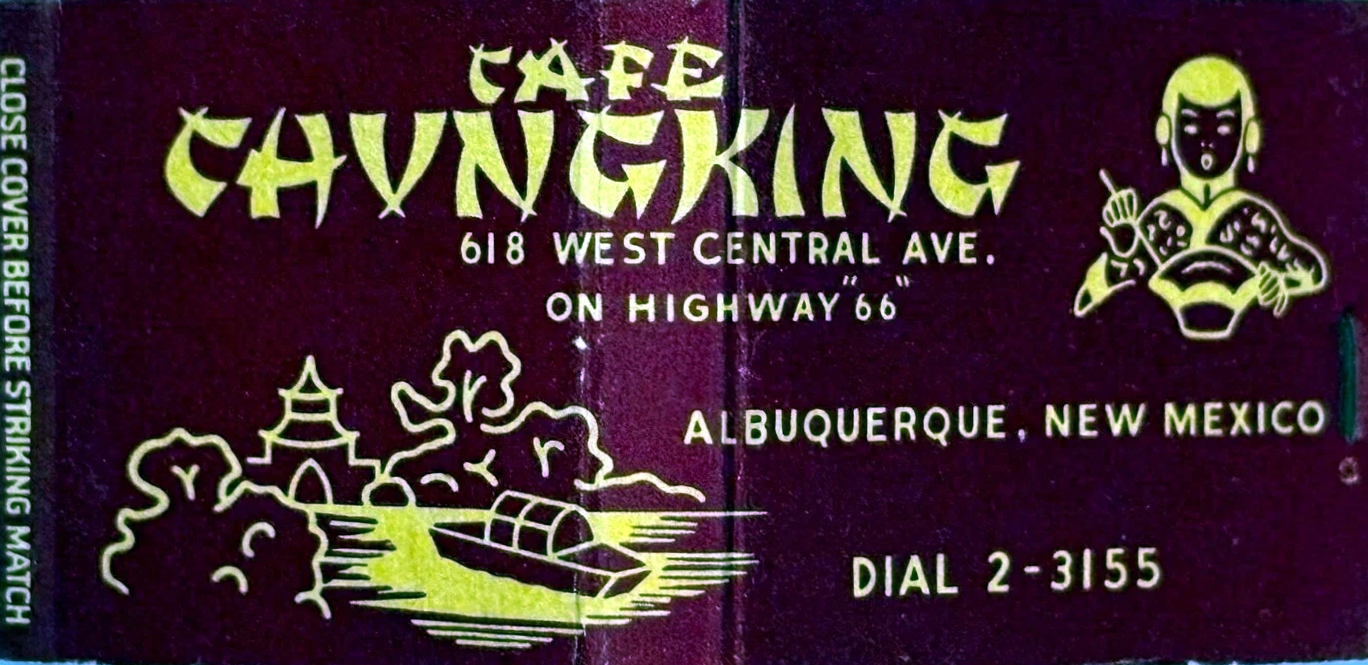 CAFE
CHUNGKING
618 WEST CENTRAL AVE.
ON HIGHWAY "66"
ALBUQUERQUE, NEW MEXICO
DIAL 2-3155
CLOSE COVER BEFORE STRIKING MATCH